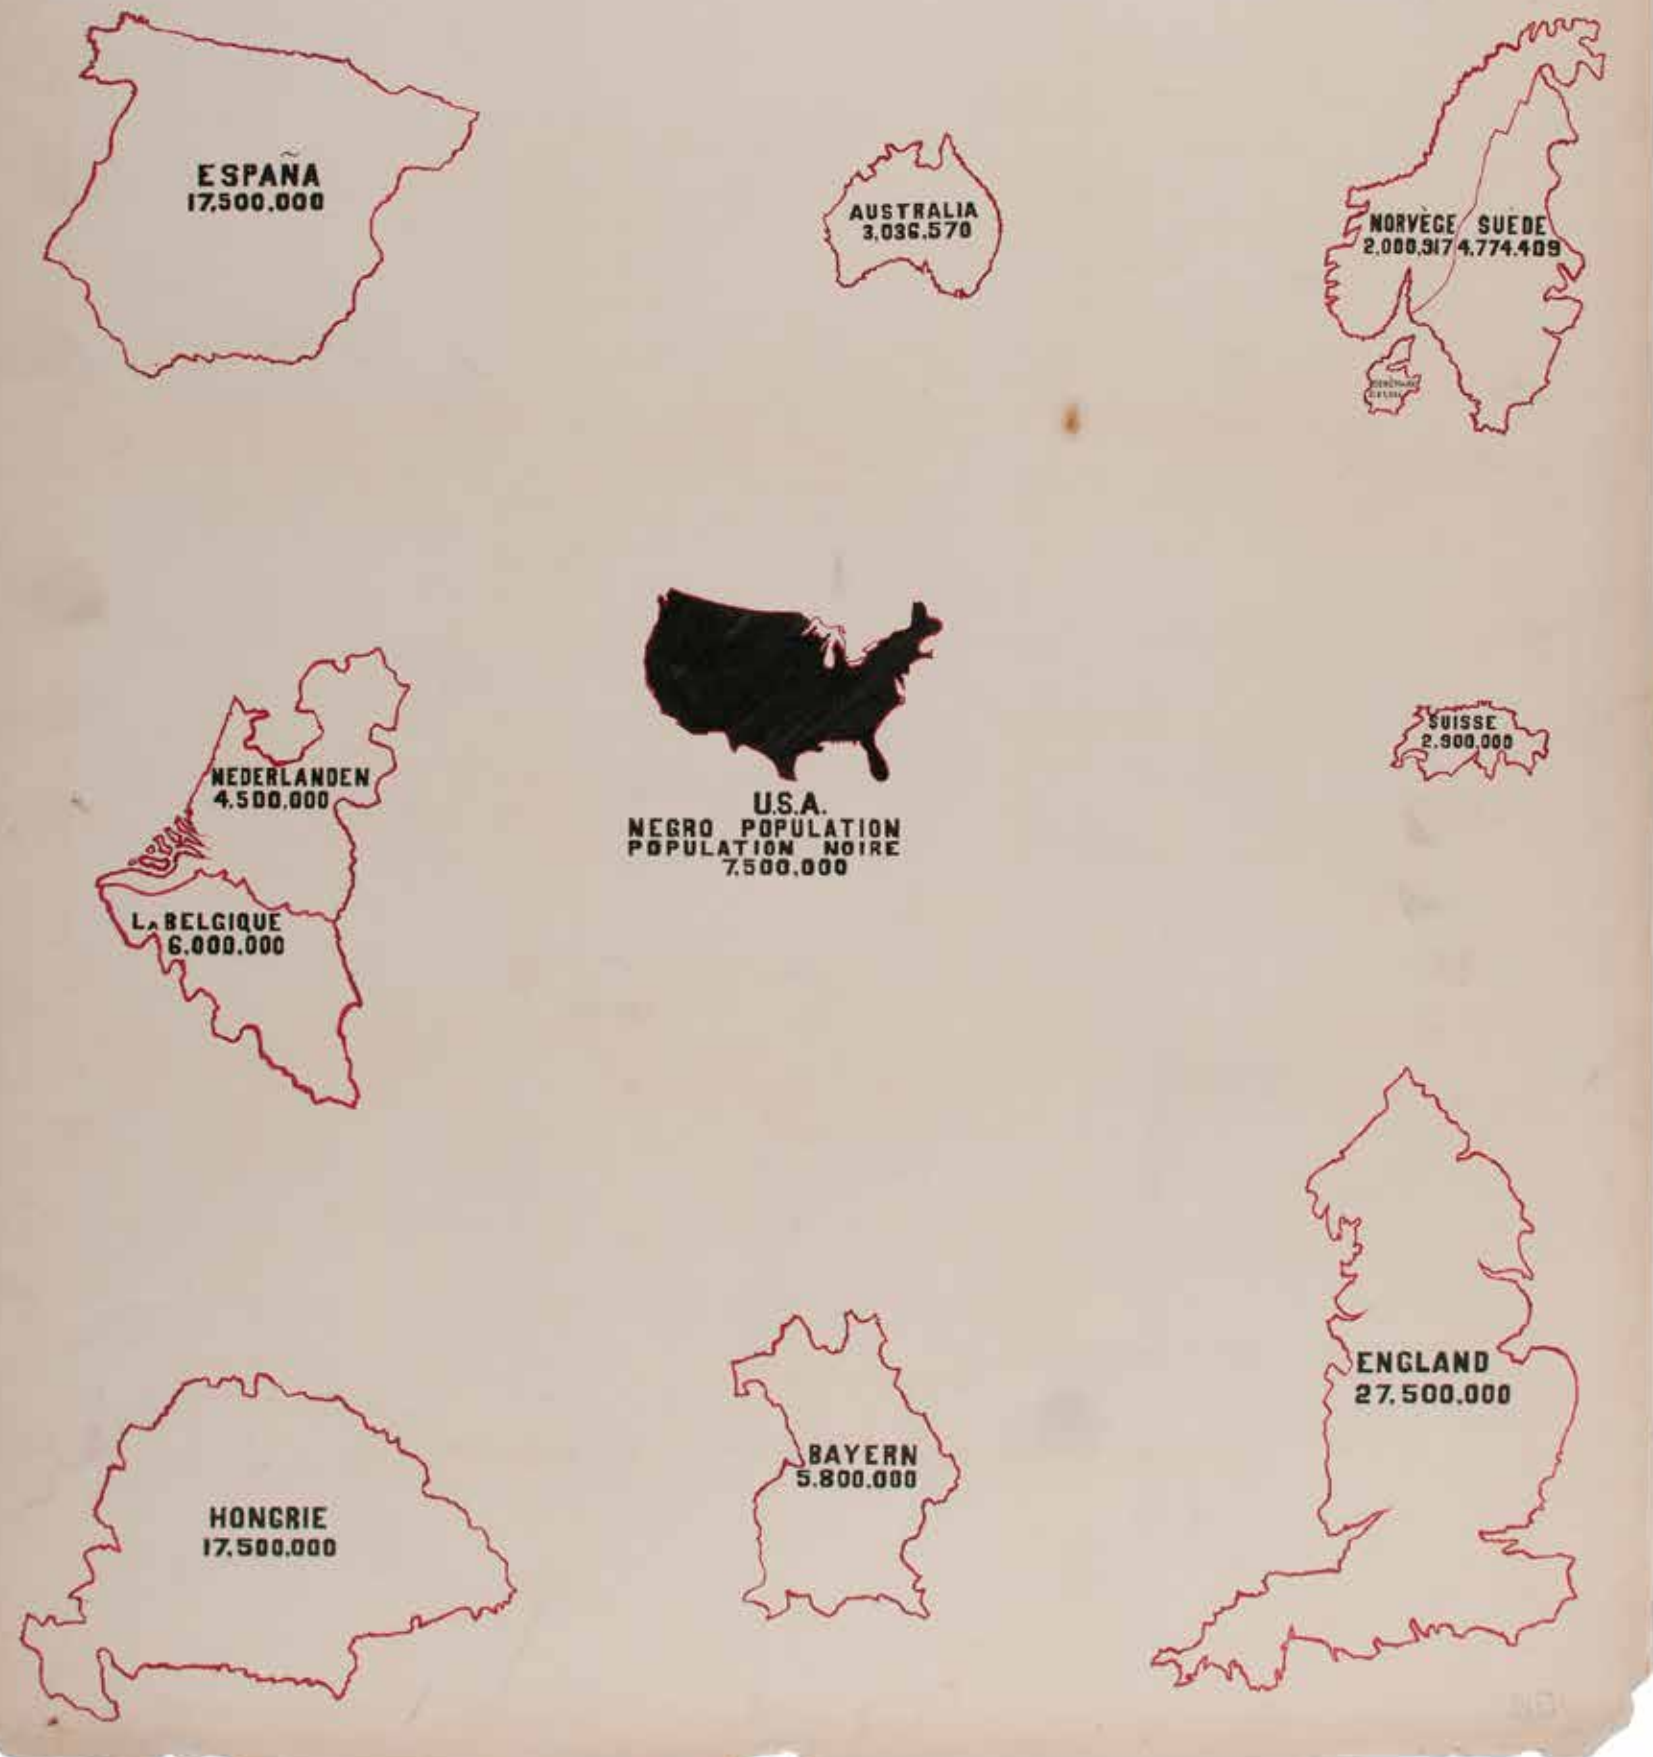 ESPAÑA
17,500,000
AUSTRALIA
3,036,570
NORVÈGE SUÈDE
2,000,917 4,774,409
NEDERLANDEN
4,500,000
LA BELGIQUE
6,000,000
U.S.A.
NEGRO POPULATION
POPULATION NOIRE
7,500,000
SUISSE
2,900,000
HONGRIE
17,500,000
BAYERN
5,800,000
ENGLAND
27,500,000